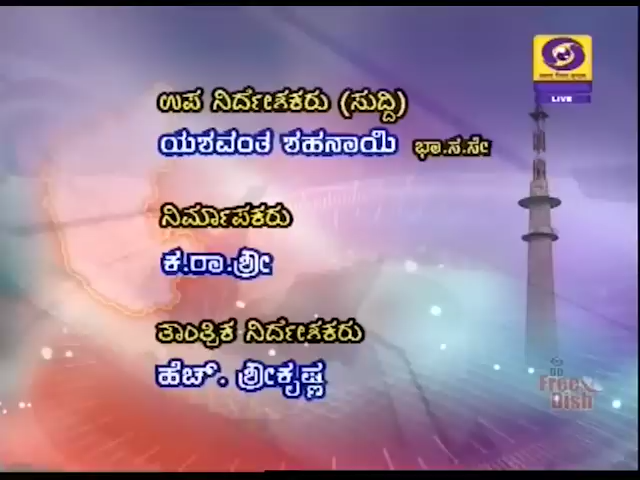 ಉಪ ನಿರ್ದೇಶಕರು (ಸುದ್ದಿ)
ಯಶವಂತ ಶಹನಾಯಿ ಭಾ.ಸ.ಸೇ
ನಿರ್ಮಾಪಕರು
ಕ.ರಾ.ಶ್ರೀ
ತಾಂತ್ರಿಕ ನಿರ್ದೇಶಕರು
ಹೆಚ್. ಶ್ರೀಕೃಷ್ಣ
LIVE
DD
Free
Dish